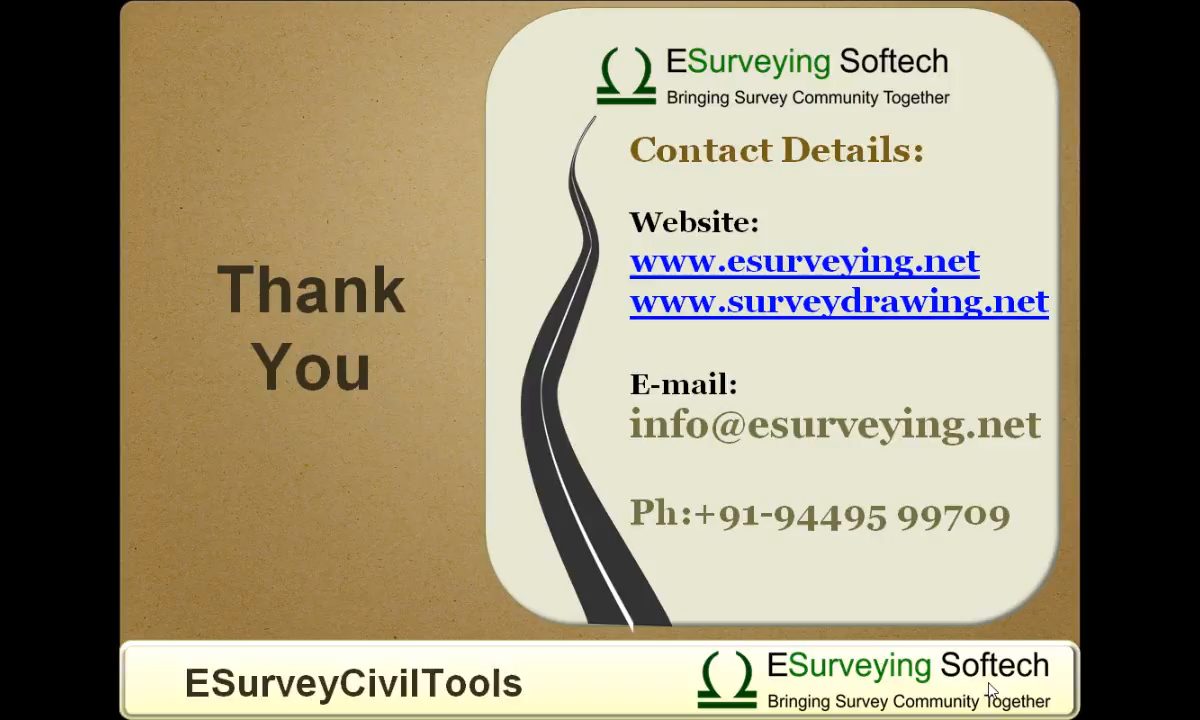 Thank
You
ESurveying Softech
Bringing Survey Community Together
Contact Details:
Website:
www.esurveying.net
www.surveydrawing.net
E-mail:
info@esurveying.net
Ph:+91-94495 99709
ESurveyCivilTools
ESurveying Softech
Bringing Survey Community Together